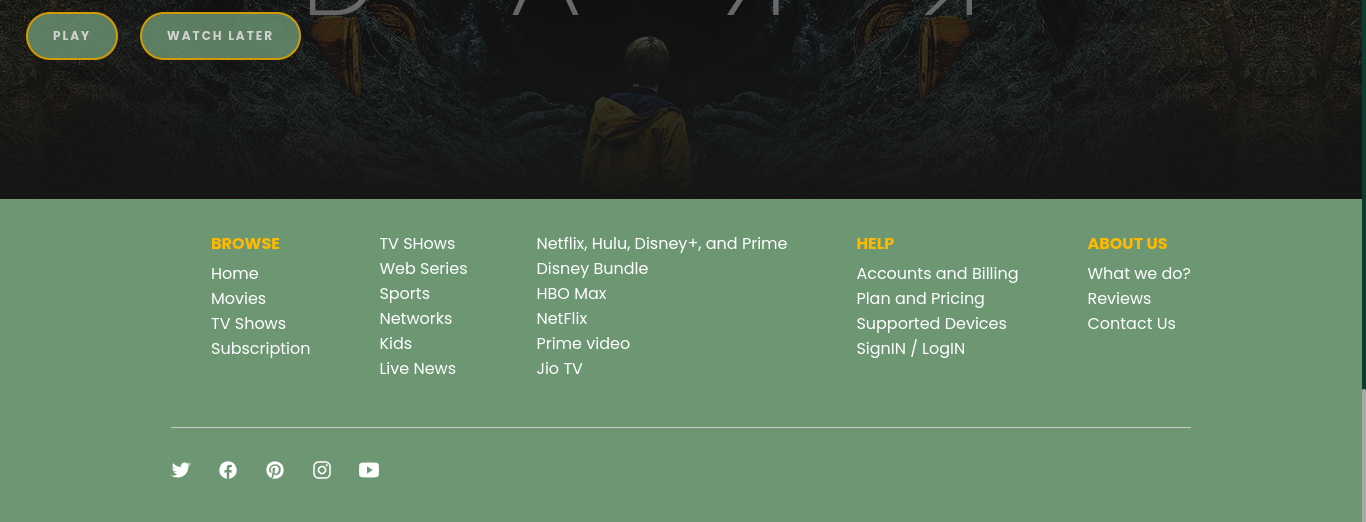 PLAY
WATCH LATER
BROWSE
Home
Movies
TV Shows
Subscription
TV SHows
Web Series
Sports
Networks
Kids
Live News
Netflix, Hulu, Disney+, and Prime
Disney Bundle
HBO Max
NetFlix
Prime video
Jio TV
HELP
Accounts and Billing
Plan and Pricing
Supported Devices
SignIN / LogIN
ABOUT US
What we do?
Reviews
Contact Us